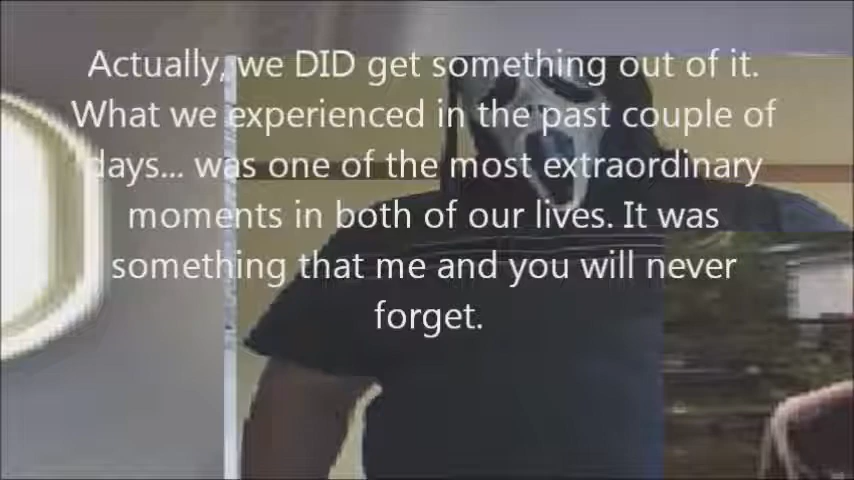 Actually, we DID get something out of it.
What we experienced in the past couple of
days... was one of the most extraordinary
moments in both of our lives. It was
something that me and you will never
forget.